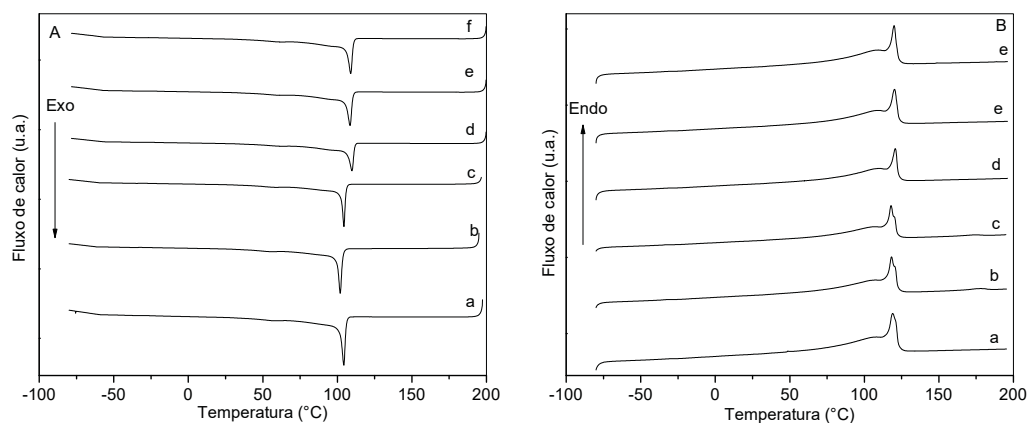 A
f
e
Exo
d
c
b
a
Fluxo de calor (u.a.)
-100 -50 0 50 100 150 200
Temperatura (°C)
B
e
Endo
e
d
c
b
a
Fluxo de calor (u.a.)
-100 -50 0 50 100 150 200
Temperatura (°C)